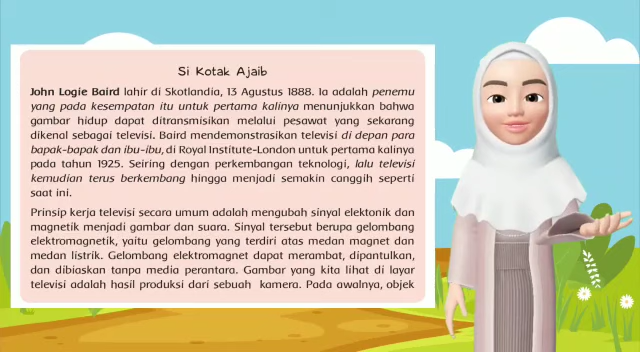 Si Kotak Ajaib
John Logie Baird lahir di Skotlandia, 13 Agustus 1888. Ia adalah penemu
yang pada kesempatan itu untuk pertama kalinya menunjukkan bahwa
gambar hidup dapat ditransmisikan melalui pesawat yang sekarang
dikenal sebagai televisi. Baird mendemonstrasikan televisi di depan para
bapak-bapak dan ibu-ibu, di Royal Institute-London untuk pertama kalinya
pada tahun 1925. Seiring dengan perkembangan teknologi, lalu televisi
kemudian terus berkembang hingga menjadi semakin canggih seperti
saat ini.
Prinsip kerja televisi secara umum adalah mengubah sinyal elektonik dan
magnetik menjadi gambar dan suara. Sinyal tersebut berupa gelombang
elektromagnetik, yaitu gelombang yang terdiri atas medan magnet dan
medan listrik. Gelombang elektromagnet dapat merambat, dipantulkan,
dan dibiaskan tanpa media perantara. Gambar yang kita lihat di layar
televisi adalah hasil produksi dari sebuah kamera. Pada awalnya, objek